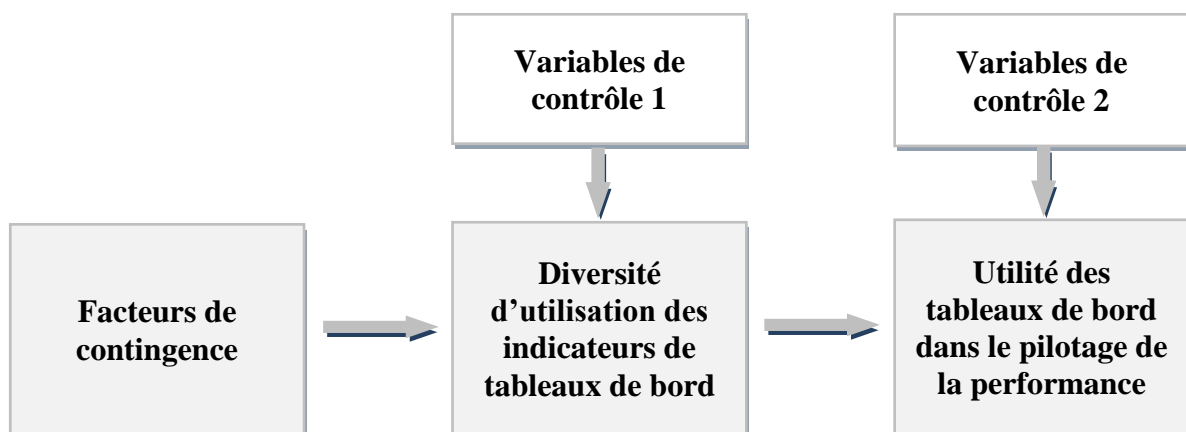 Variables de
contrôle 1
Variables de
contrôle 2
Facteurs de
contingence
Diversité
d’utilisation des
indicateurs de
tableaux de bord
Utilité des
tableaux de bord
dans le pilotage de
la performance